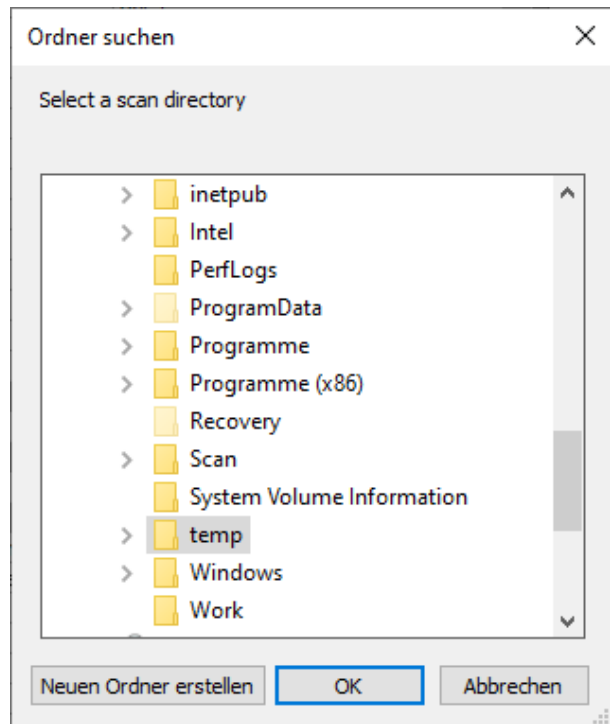 Ordner suchen
Select a scan directory
inetpub
Intel
PerfLogs
ProgramData
Programme
Programme (x86)
Recovery
Scan
System Volume Information
temp
Windows
Work
Neuen Ordner erstellen OK Abbrechen